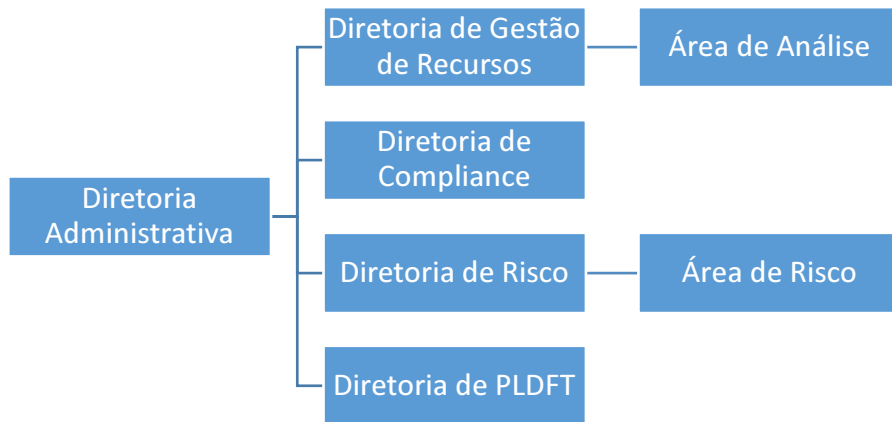 Diretoria de Gestão
de Recursos
Área de Análise
Diretoria de
Compliance
Diretoria
Administrativa
Diretoria de Risco
Área de Risco
Diretoria de PLDFT